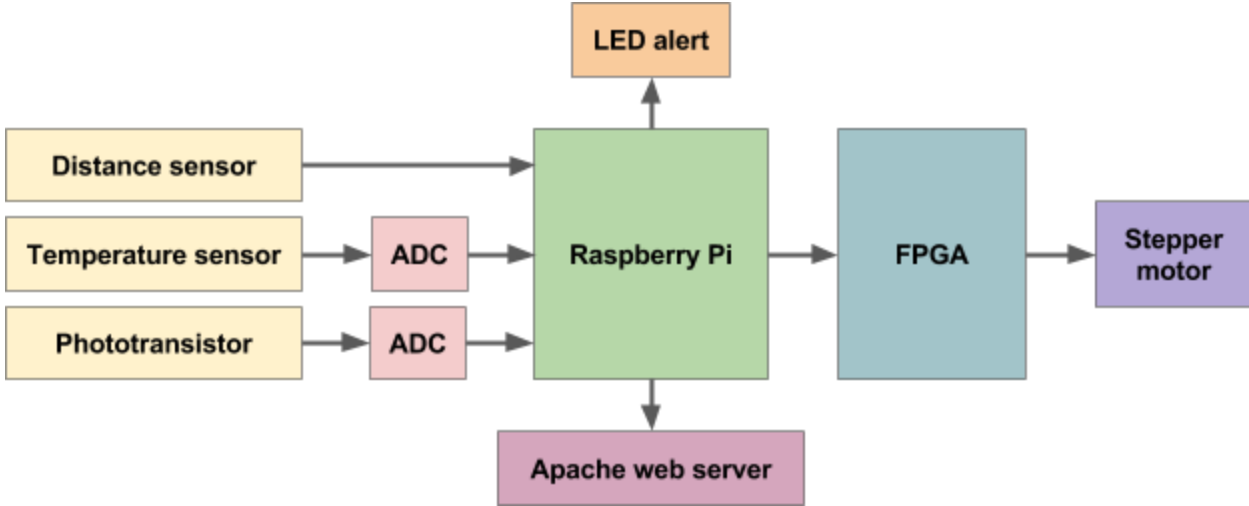 LED alert
Distance sensor
Temperature sensor
ADC
Raspberry Pi
FPGA
Stepper
motor
Phototransistor
ADC
Apache web server